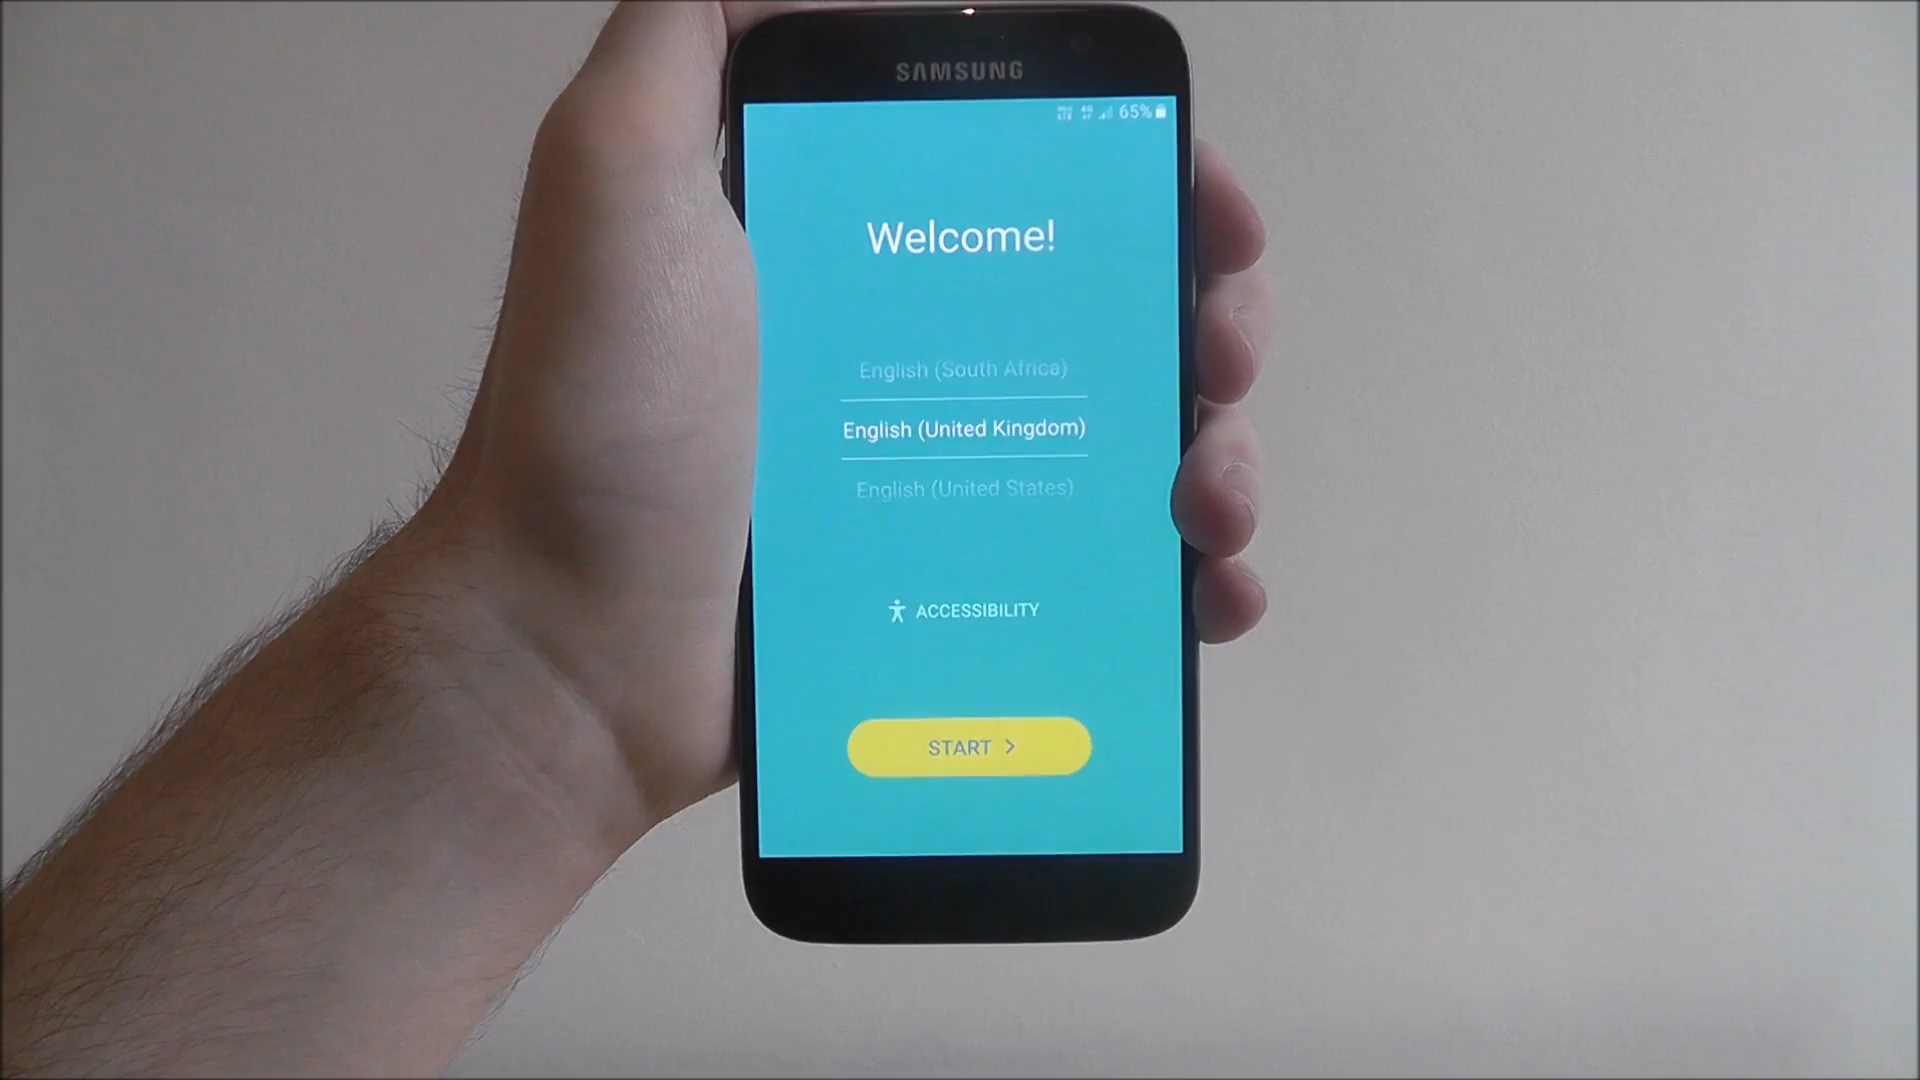 SAMSUNG
65%
Welcome!
English (South Africa)
English (United Kingdom)
English (United States)
ACCESSIBILITY
START >